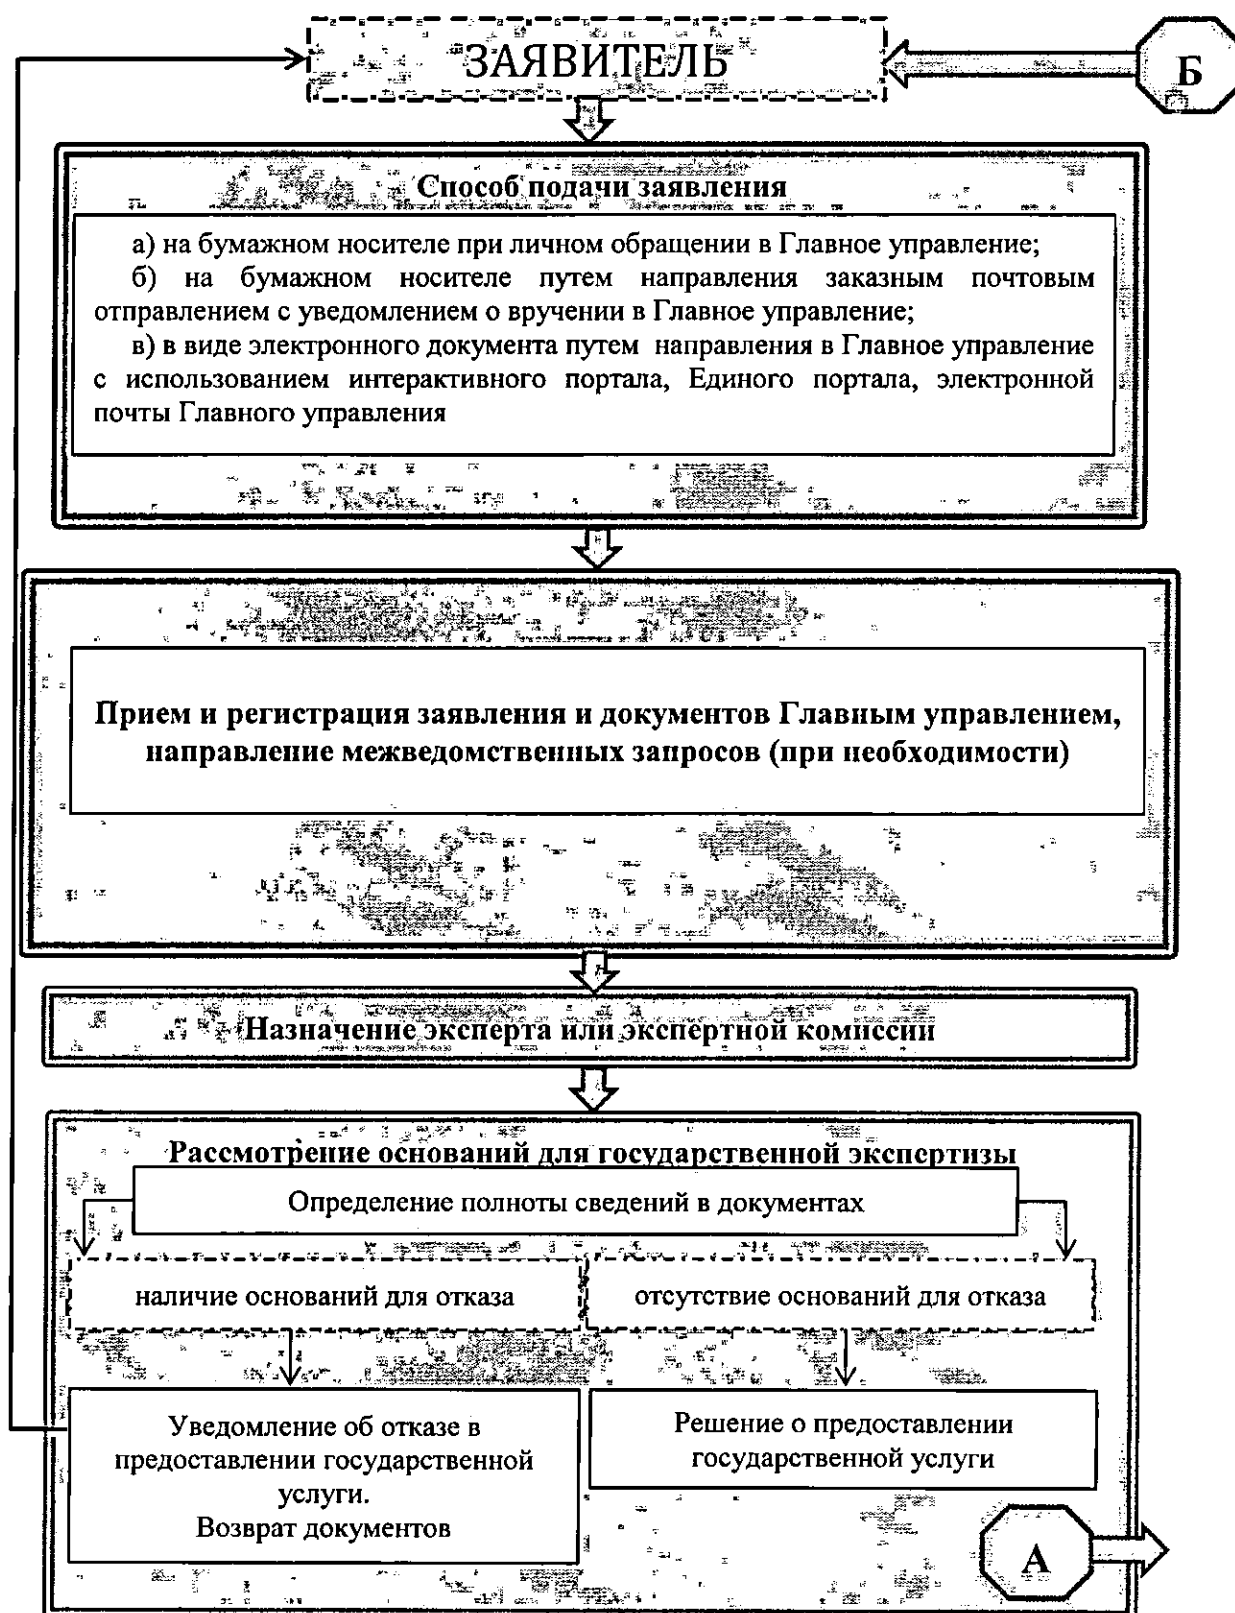 ЗАЯВИТЕЛЬ
Б
Способ подачи заявления
а) на бумажном носителе при личном обращении в Главное управление;
б) на бумажном носителе путем направления заказным почтовым
отправлением с уведомлением о вручении в Главное управление;
в) в виде электронного документа путем направления в Главное управление
с использованием интерактивного портала, Единого портала, электронной
почты Главного управления
Прием и регистрация заявления и документов Главным управлением,
направление межведомственных запросов (при необходимости)
Назначение эксперта или экспертной комиссии
Рассмотрение оснований для государственной экспертизы
Определение полноты сведений в документах
наличие оснований для отказа
отсутствие оснований для отказа
Уведомление об отказе в
предоставлении государственной
услуги.
Возврат документов
Решение о предоставлении
государственной услуги
А